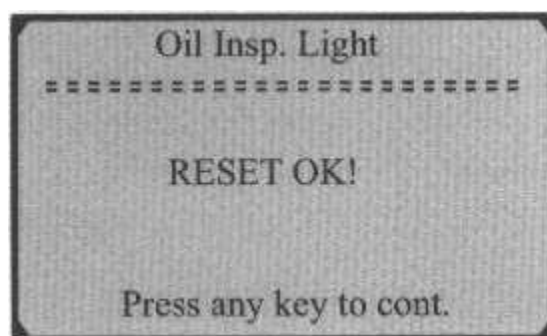 Oil Insp. Light
=======================
RESET OK!
Press any key to cont.